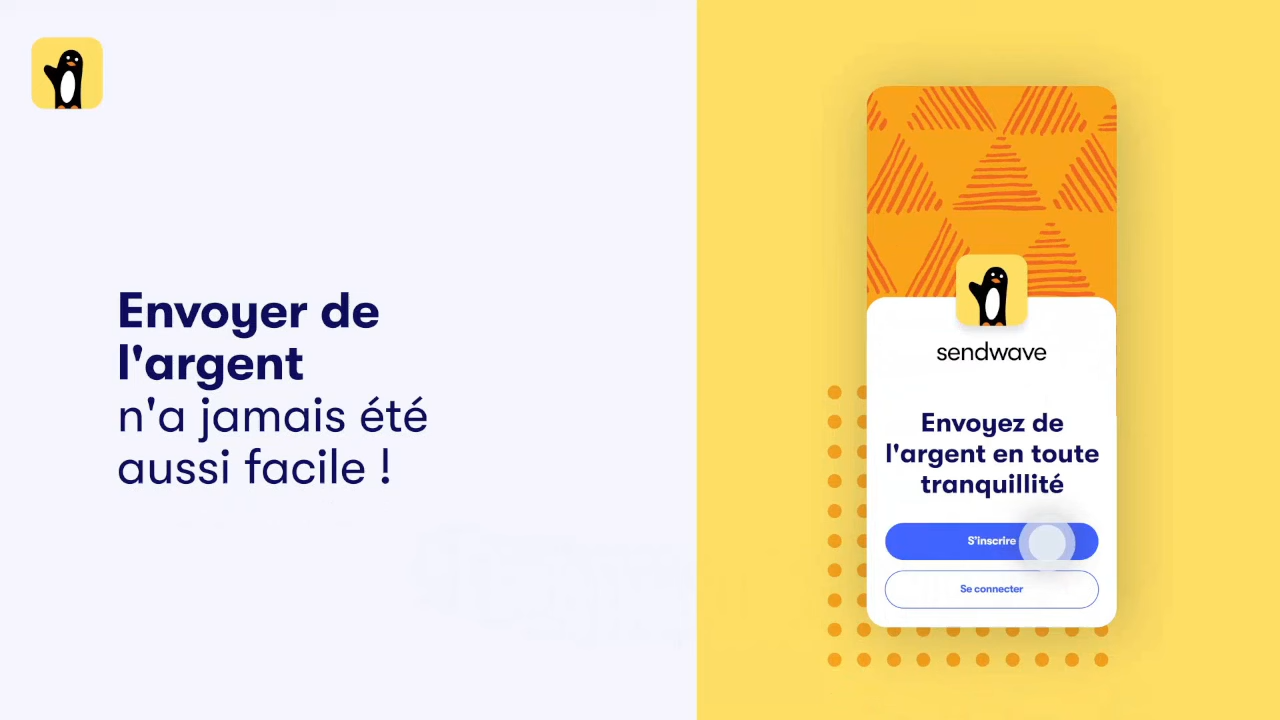 Envoyer de
l'argent
n'a jamais été
aussi facile !
sendwave
Envoyez de
l'argent en toute
tranquillité
S'inscrire
Se connecter